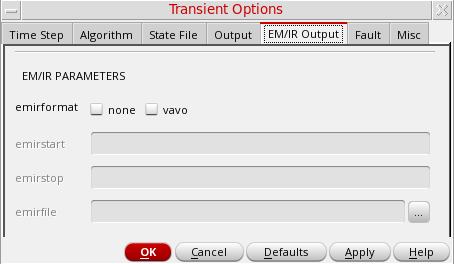 Transient Options
Time Step Algorithm State File Output EM/IR Output Fault Misc
EM/IR PARAMETERS
emirformat none vavo
emirstart
emirstop
emirfile ...
OK Cancel Defaults Apply Help